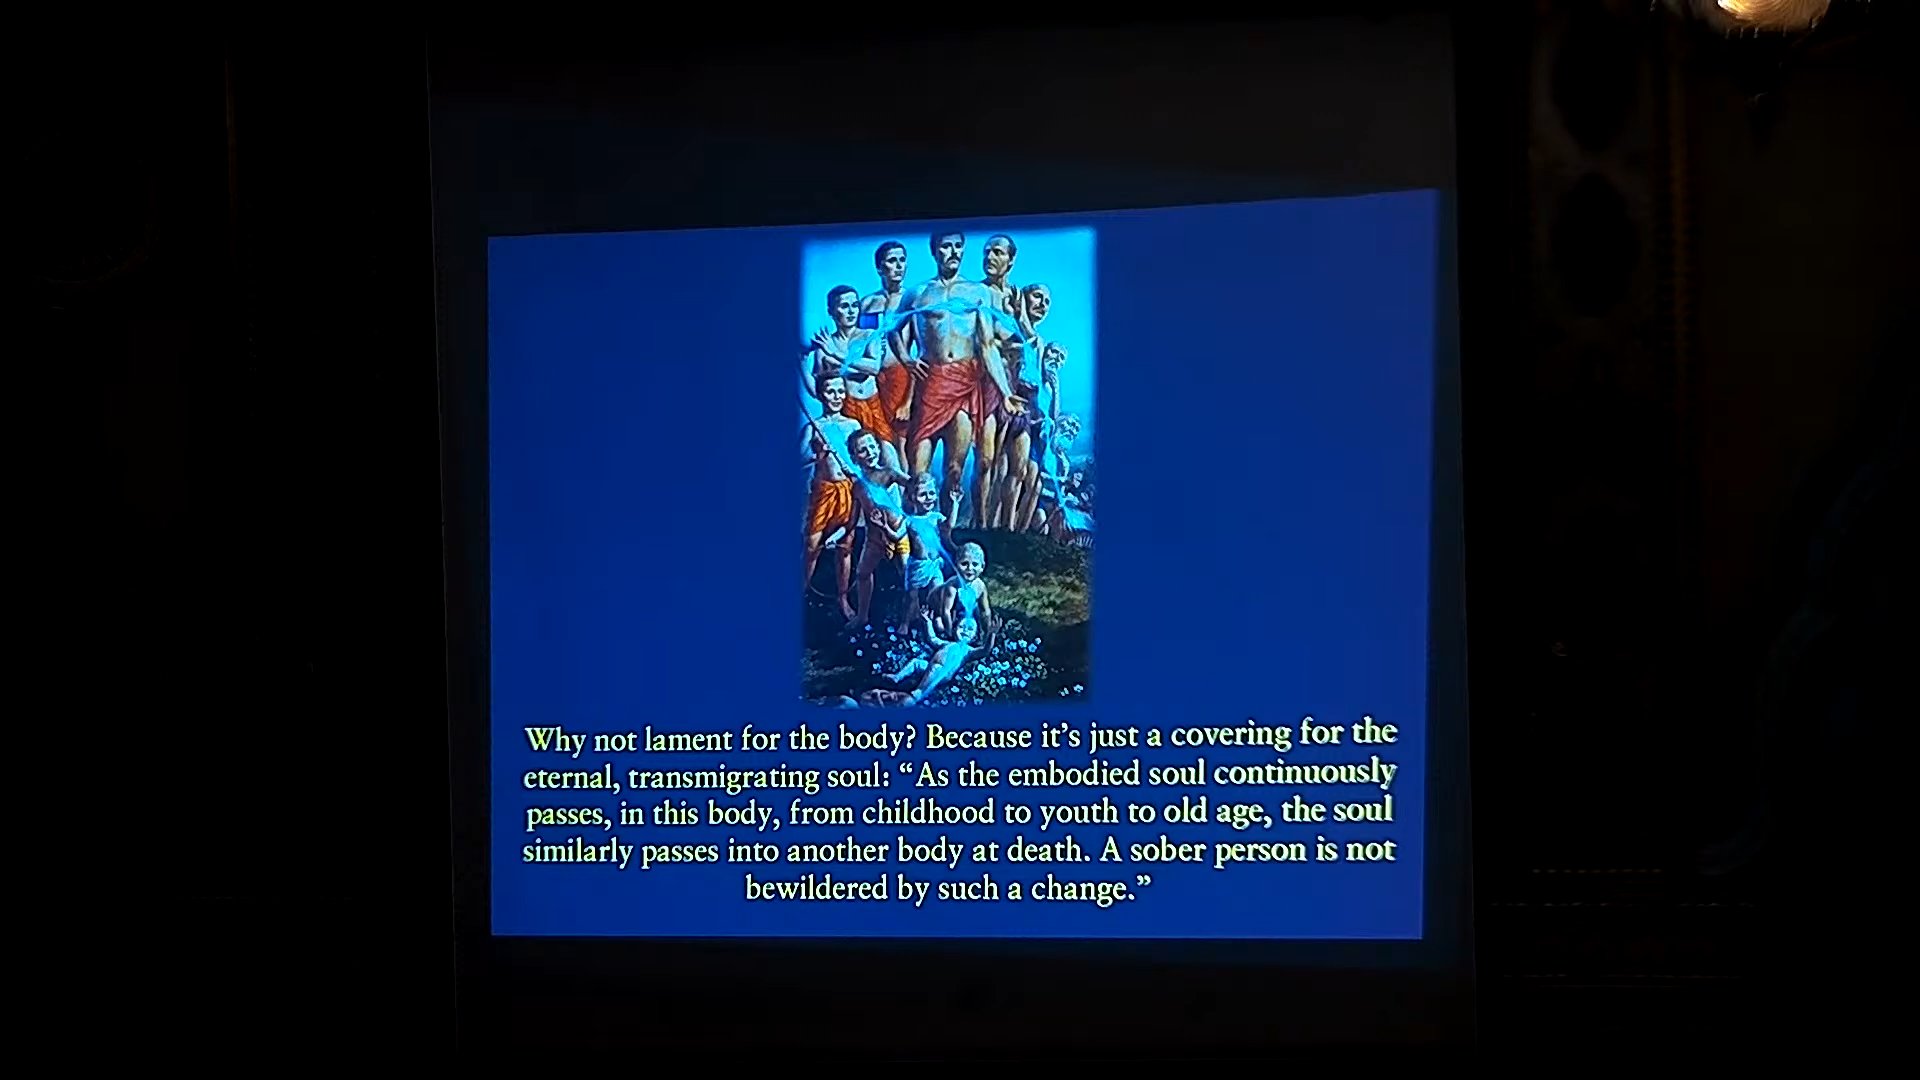 Why not lament for the body? Because it’s just a covering for the
eternal, transmigrating soul: “As the embodied soul continuously
passes, in this body, from childhood to youth to old age, the soul
similarly passes into another body at death. A sober person is not
bewildered by such a change.”